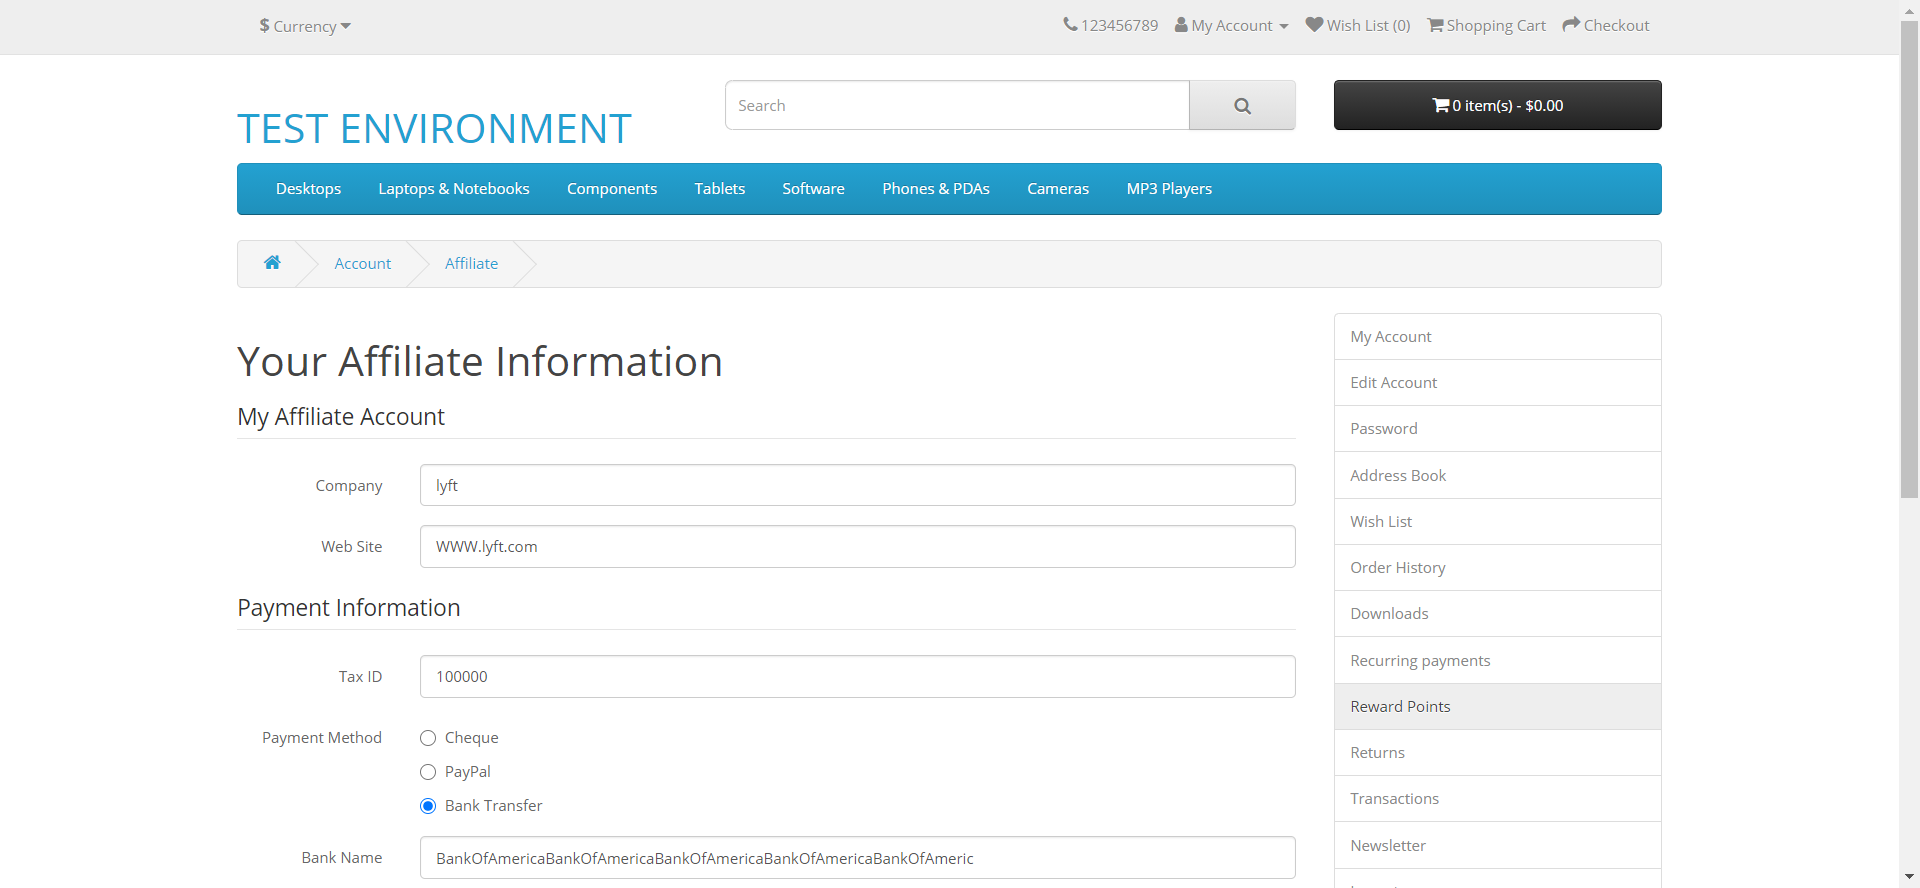 $ Currency
123456789 My Account Wish List (0) Shopping Cart Checkout
TEST ENVIRONMENT
Search
0 item(s) - $0.00
Desktops Laptops & Notebooks Components Tablets Software Phones & PDAs Cameras MP3 Players
Account Affiliate
Your Affiliate Information
My Affiliate Account
Company lyft
Web Site WWW.lyft.com
Payment Information
Tax ID 100000
Payment Method Cheque
PayPal
Bank Transfer
Bank Name BankOfAmericaBankOfAmericaBankOfAmericaBankOfAmericaBankOfAmeric
My Account
Edit Account
Password
Address Book
Wish List
Order History
Downloads
Recurring payments
Reward Points
Returns
Transactions
Newsletter